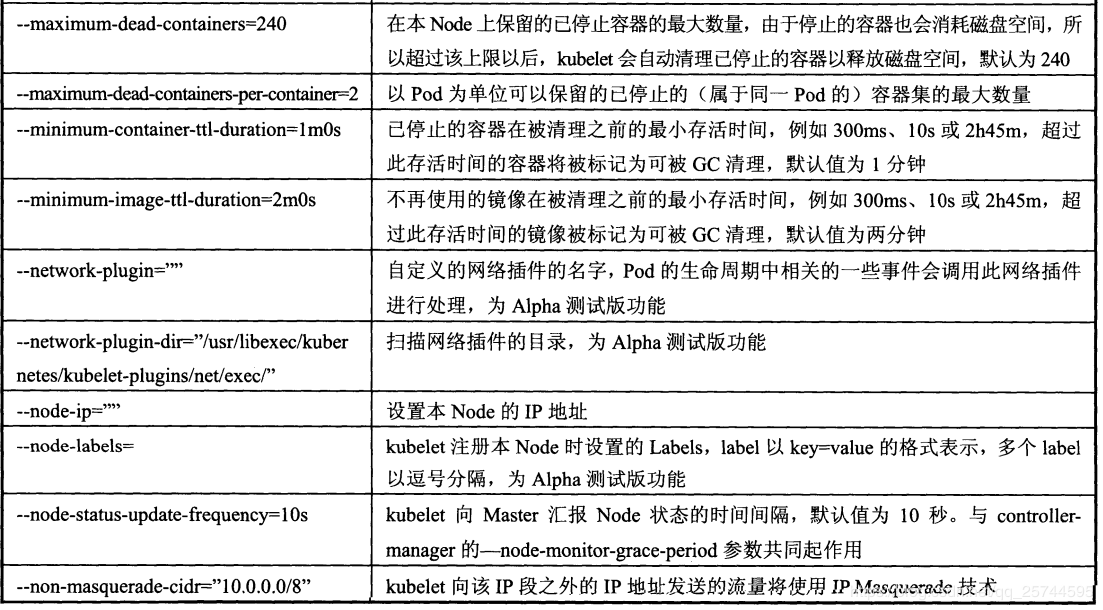 --maximum-dead-containers=240
在本 Node 上保留的已停止容器的最大数量，由于停止的容器也会消耗磁盘空间，所
以超过该上限以后，kubelet 会自动清理已停止的容器以释放磁盘空间，默认为 240
--maximum-dead-containers-per-container=2
以 Pod 为单位可以保留的已停止的（属于同一 Pod 的）容器集的最大数量
--minimum-container-ttl-duration=1m0s
已停止的容器在被清理之前的最小存活时间，例如 300ms、10s 或 2h45m，超过
此存活时间的容器将被标记为可被 GC 清理，默认值为 1 分钟
--minimum-image-ttl-duration=2m0s
不再使用的镜像在被清理之前的最小存活时间，例如 300ms、10s 或 2h45m，超
过此存活时间的镜像被标记为可被 GC 清理，默认值为两分钟
--network-plugin=””
自定义的网络插件的名字，Pod 的生命周期中相关的一些事件会调用此网络插件
进行处理，为 Alpha 测试版功能
--network-plugin-dir=”/usr/libexec/kuber
netes/kubelet-plugins/net/exec/”
扫描网络插件的目录，为 Alpha 测试版功能
--node-ip=””
设置本 Node 的 IP 地址
--node-labels=
kubelet 注册本 Node 时设置的 Labels，label 以 key=value 的格式表示，多个 label
以逗号分隔，为 Alpha 测试版功能
--node-status-update-frequency=10s
kubelet 向 Master 汇报 Node 状态的时间间隔，默认值为 10 秒。与 controller-
manager 的—node-monitor-grace-period 参数共同起作用
--non-masquerade-cidr=”10.0.0.0/8”
kubelet 向该 IP 段之外的 IP 地址发送的流量将使用 IP Masquerade 技术